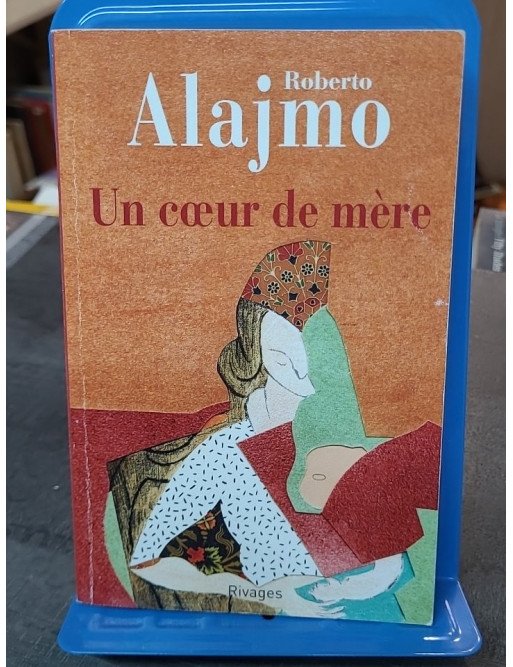 Roberto
Alajmo
Un cœur de mère
Rivages